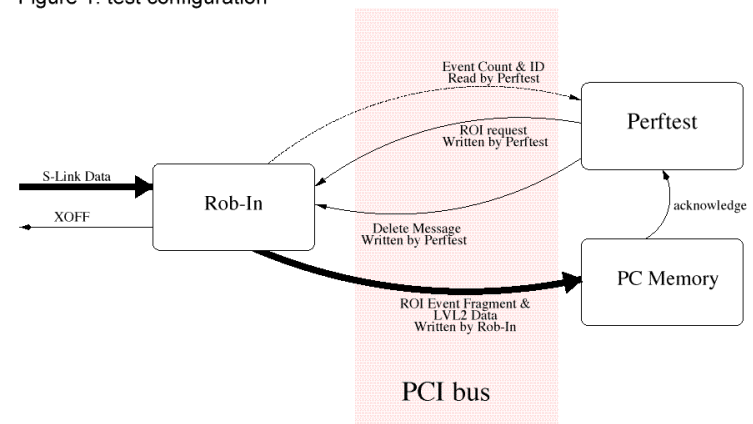 Figure 1: test configuration
Event Count & ID
Read by Perftest
Perftest
ROI request
Written by Perftest
S-Link Data
Rob-In
XOFF
acknowledge
Delete Message
Written by Perftest
PC Memory
ROI Event Fragment &
LVL2 Data
Written by Rob-In
PCI bus